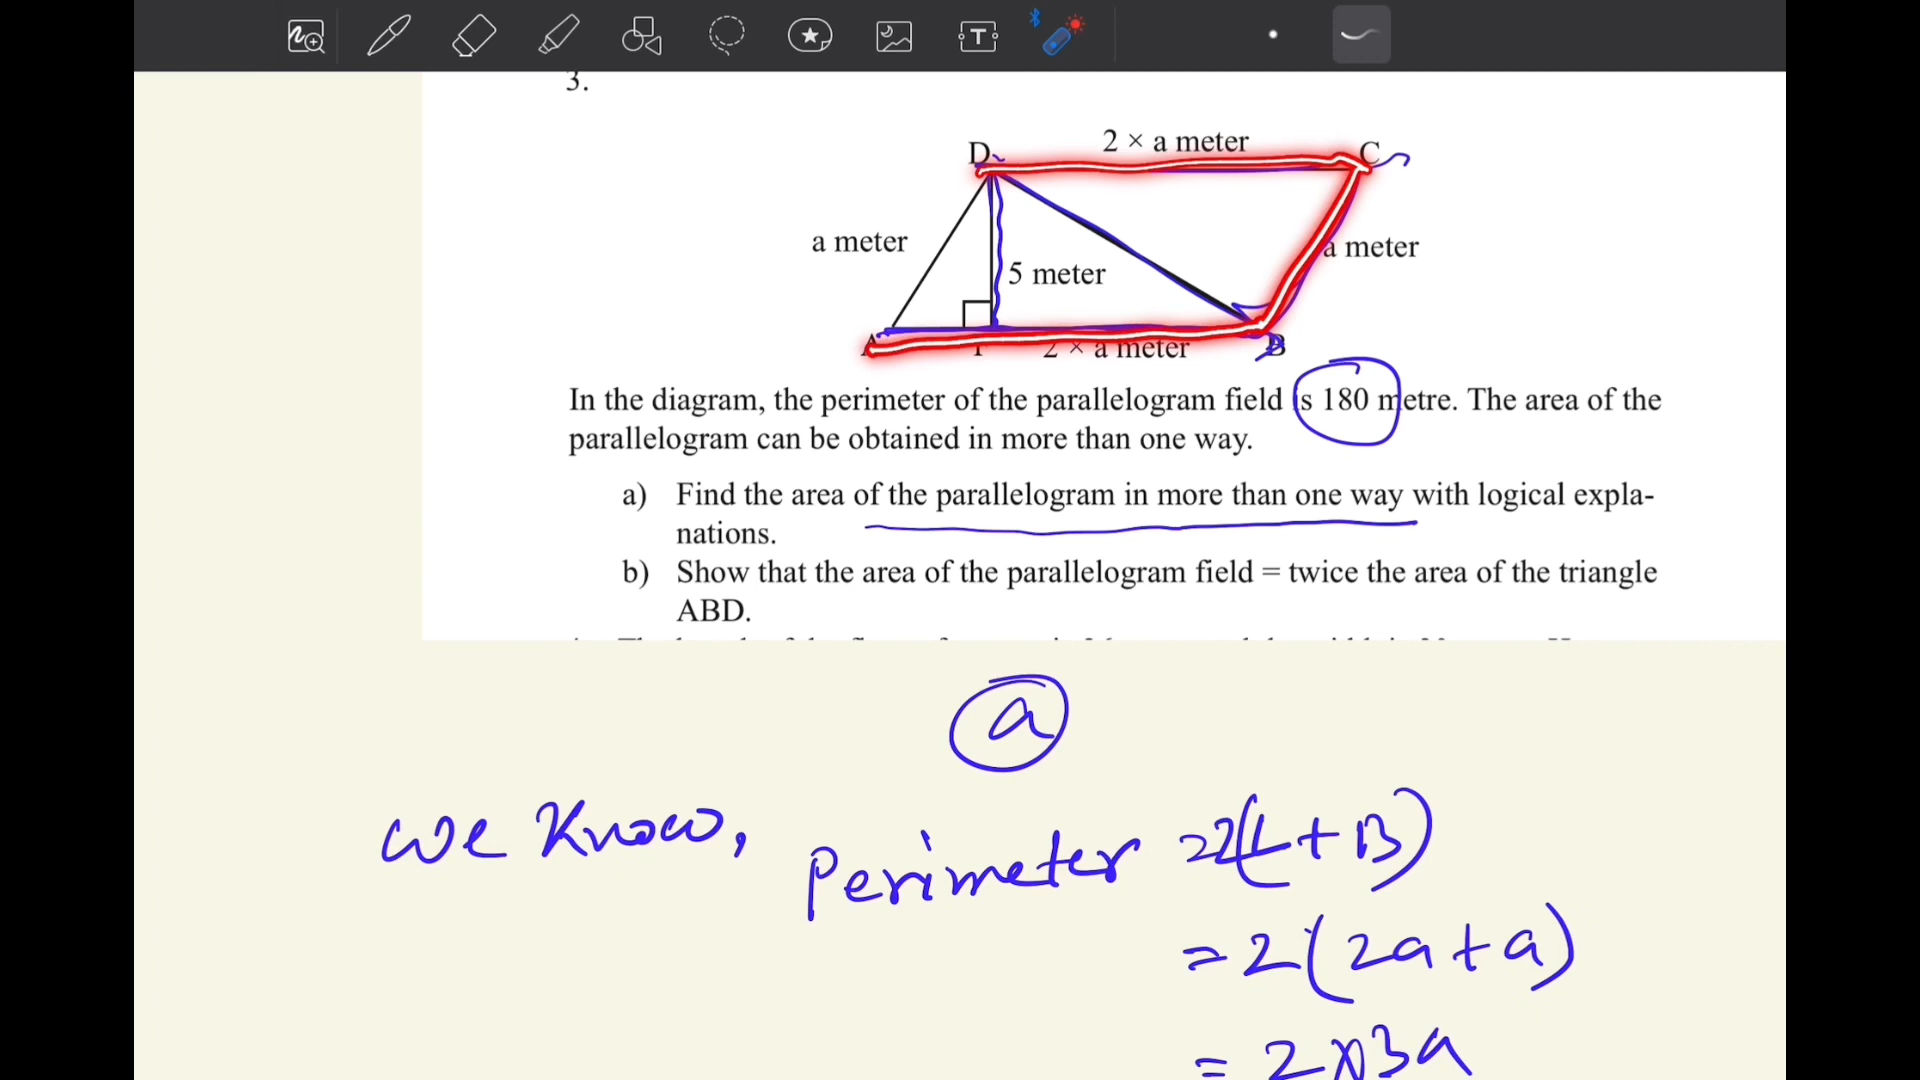 3.
D
2 × a meter
C
a meter
a meter
5 meter
A
2 × a meter
B
In the diagram, the perimeter of the parallelogram field is 180 metre. The area of the
parallelogram can be obtained in more than one way.
a) Find the area of the parallelogram in more than one way with logical expla-
nations.
b) Show that the area of the parallelogram field = twice the area of the triangle
ABD.
a
We Know,
Perimeter = 2(L+B)
= 2(2a+a)
= 2×3a